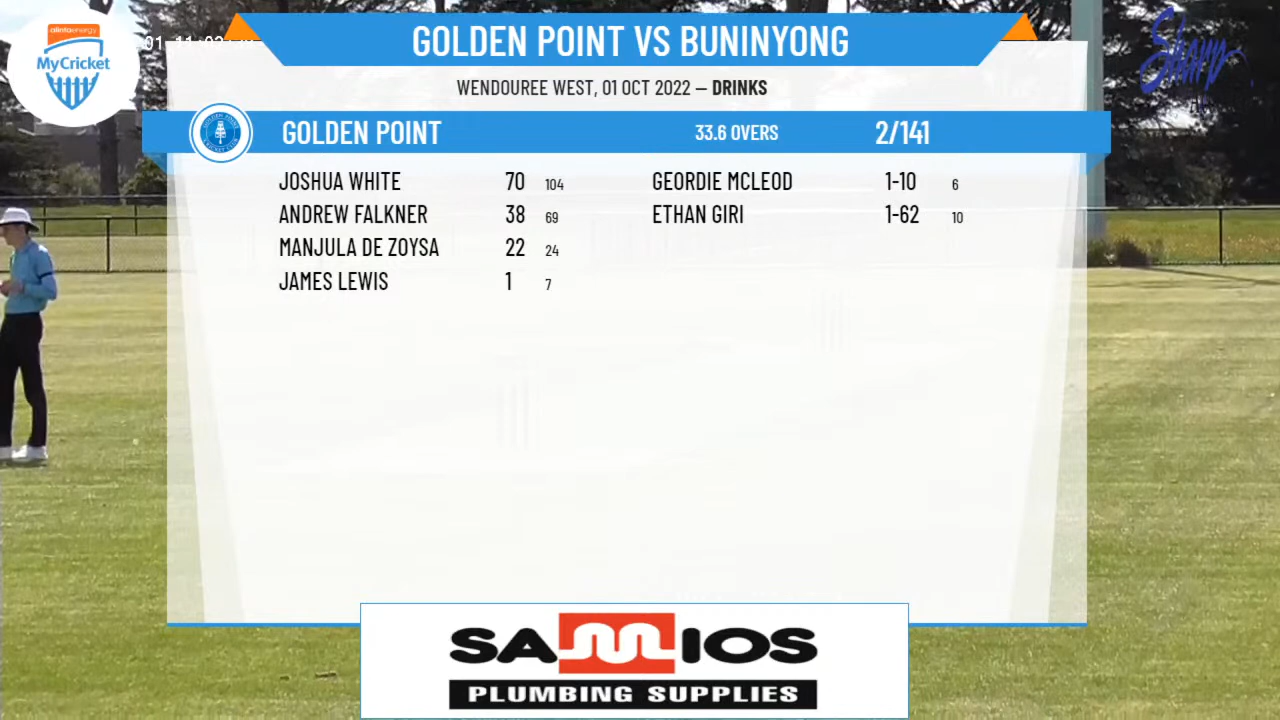 alintaenergy
MyCricket
GOLDEN POINT VS BUNINYONG
WENDOUREE WEST, 01 OCT 2022 – DRINKS
GOLDEN POINT 33.6 OVERS 2/141
JOSHUA WHITE 70 104 GEORDIE MCLEOD 1-10 6
ANDREW FALKNER 38 69 ETHAN GIRI 1-62 10
MANJULA DE ZOYSA 22 24
JAMES LEWIS 1 7
SAMIOS
PLUMBING SUPPLIES